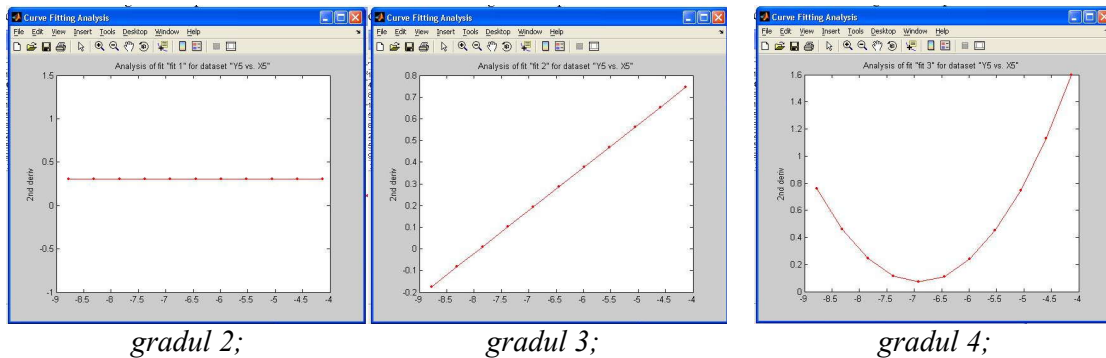 Curve Fitting Analysis
File Edit View Insert Tools Desktop Window Help
Analysis of fit "fit 1" for dataset "Y5 vs. X5"
1.5
1
0.5
0
-0.5
-1
2nd deriv
-9 -8.5 -8 -7.5 -7 -6.5 -6 -5.5 -5 -4.5 -4
gradul 2;
Curve Fitting Analysis
File Edit View Insert Tools Desktop Window Help
Analysis of fit "fit 2" for dataset "Y5 vs. X5"
0.8
0.7
0.6
0.5
0.4
0.3
0.2
0.1
0
-0.1
-0.2
2nd deriv
-9 -8.5 -8 -7.5 -7 -6.5 -6 -5.5 -5 -4.5 -4
gradul 3;
Curve Fitting Analysis
File Edit View Insert Tools Desktop Window Help
Analysis of fit "fit 3" for dataset "Y5 vs. X5"
1.6
1.4
1.2
1
0.8
0.6
0.4
0.2
0
2nd deriv
-9 -8.5 -8 -7.5 -7 -6.5 -6 -5.5 -5 -4.5 -4
gradul 4;